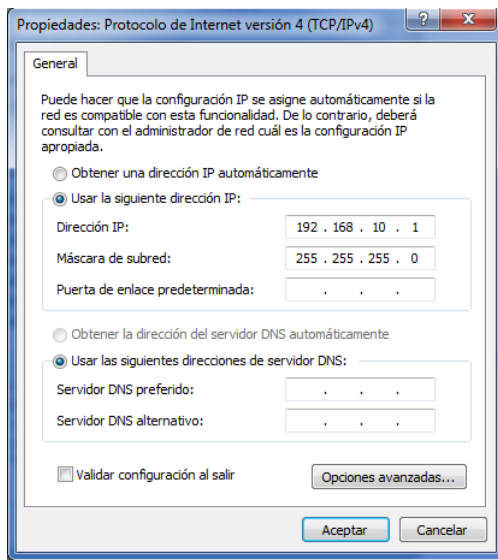 Propiedades: Protocolo de Internet versión 4 (TCP/IPv4)
General
Puede hacer que la configuración IP se asigne automáticamente si la
red es compatible con esta funcionalidad. De lo contrario, deberá
consultar con el administrador de red cuál es la configuración IP
apropiada.
Obtener una dirección IP automáticamente
Usar la siguiente dirección IP:
Dirección IP: 192 . 168 . 10 . 1
Máscara de subred: 255 . 255 . 255 . 0
Puerta de enlace predeterminada: . . .
Obtener la dirección del servidor DNS automáticamente
Usar las siguientes direcciones de servidor DNS:
Servidor DNS preferido: . . .
Servidor DNS alternativo: . . .
Validar configuración al salir Opciones avanzadas...
Aceptar Cancelar